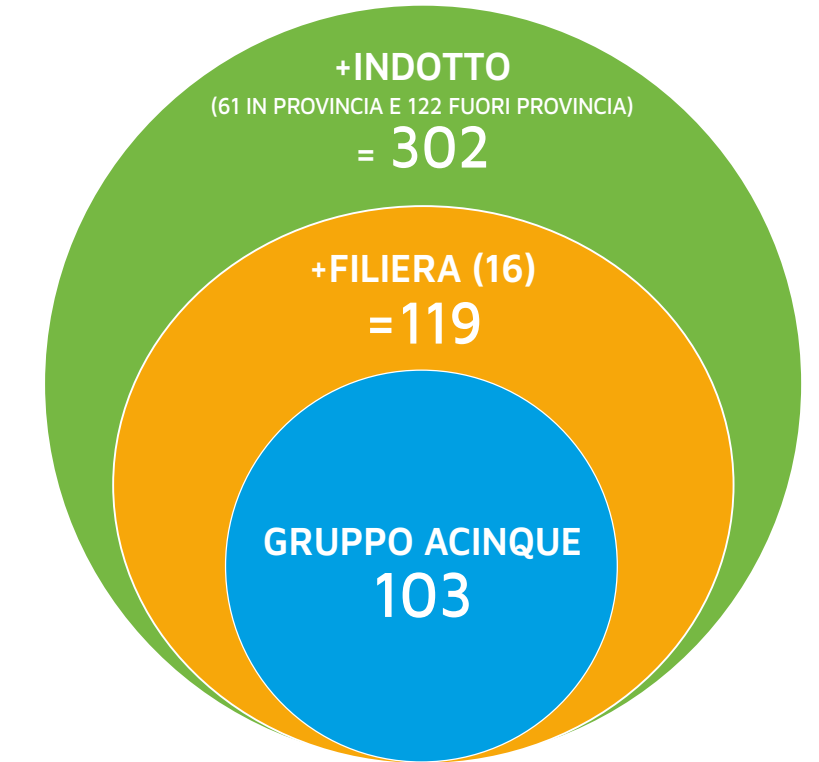 +INDOTTO
(61 IN PROVINCIA E 122 FUORI PROVINCIA)
= 302
+FILIERA (16)
=119
GRUPPO ACINQUE
103